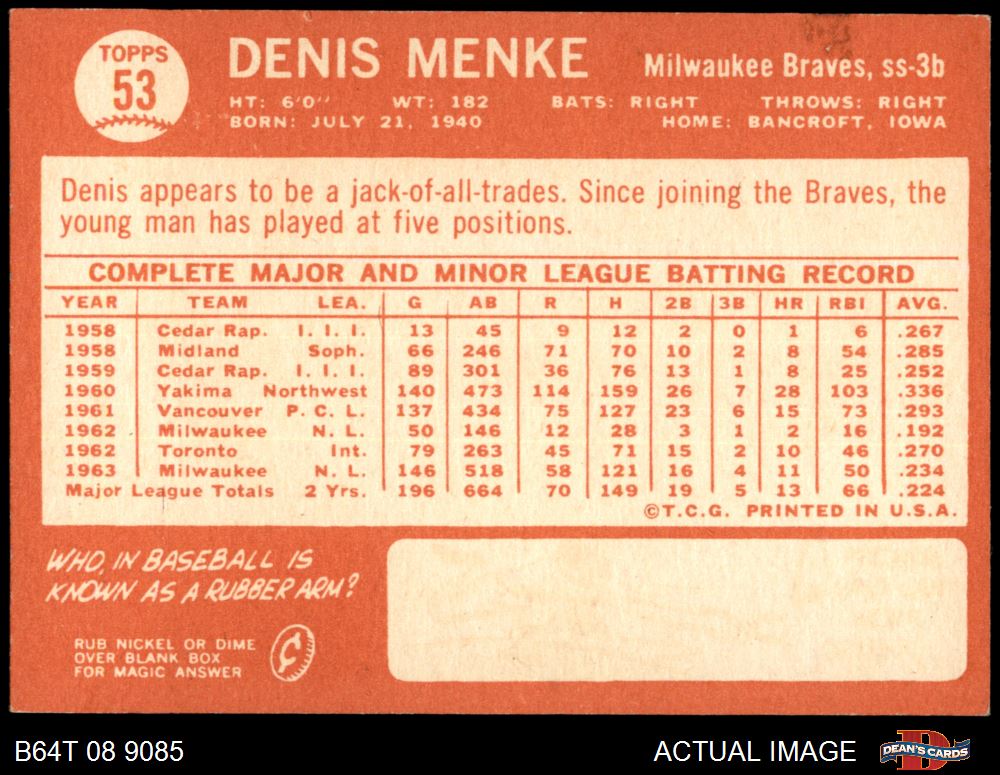 TOPPS
53
DENIS MENKE
Milwaukee Braves, ss-3b
HT: 6'0" WT: 182 BATS: RIGHT THROWS: RIGHT
BORN: JULY 21, 1940 HOME: BANCROFT, IOWA
Denis appears to be a jack-of-all-trades. Since joining the Braves, the
young man has played at five positions.
COMPLETE MAJOR AND MINOR LEAGUE BATTING RECORD
YEAR TEAM LEA. G AB R H 2B 3B HR RBI AVG.
1958 Cedar Rap. I. I. I. 13 45 9 12 2 0 1 6 .267
1958 Midland Soph. 66 246 71 70 10 2 8 54 .285
1959 Cedar Rap. I. I. I. 89 301 36 76 13 1 8 25 .252
1960 Yakima Northwest 140 473 114 159 26 7 28 103 .336
1961 Vancouver P. C. L. 137 434 75 127 23 6 15 73 .293
1962 Milwaukee N. L. 50 146 12 28 3 1 2 16 .192
1962 Toronto Int. 79 263 45 71 15 2 10 46 .270
1963 Milwaukee N. L. 146 518 58 121 16 4 11 50 .234
Major League Totals 2 Yrs. 196 664 70 149 19 5 13 66 .224
©T.C.G. PRINTED IN U.S.A.
WHO, IN BASEBALL IS
KNOWN AS A RUBBER ARM?
RUB NICKEL OR DIME
OVER BLANK BOX
FOR MAGIC ANSWER
¢
B64T 08 9085
ACTUAL IMAGE
D
DEAN'S CARDS